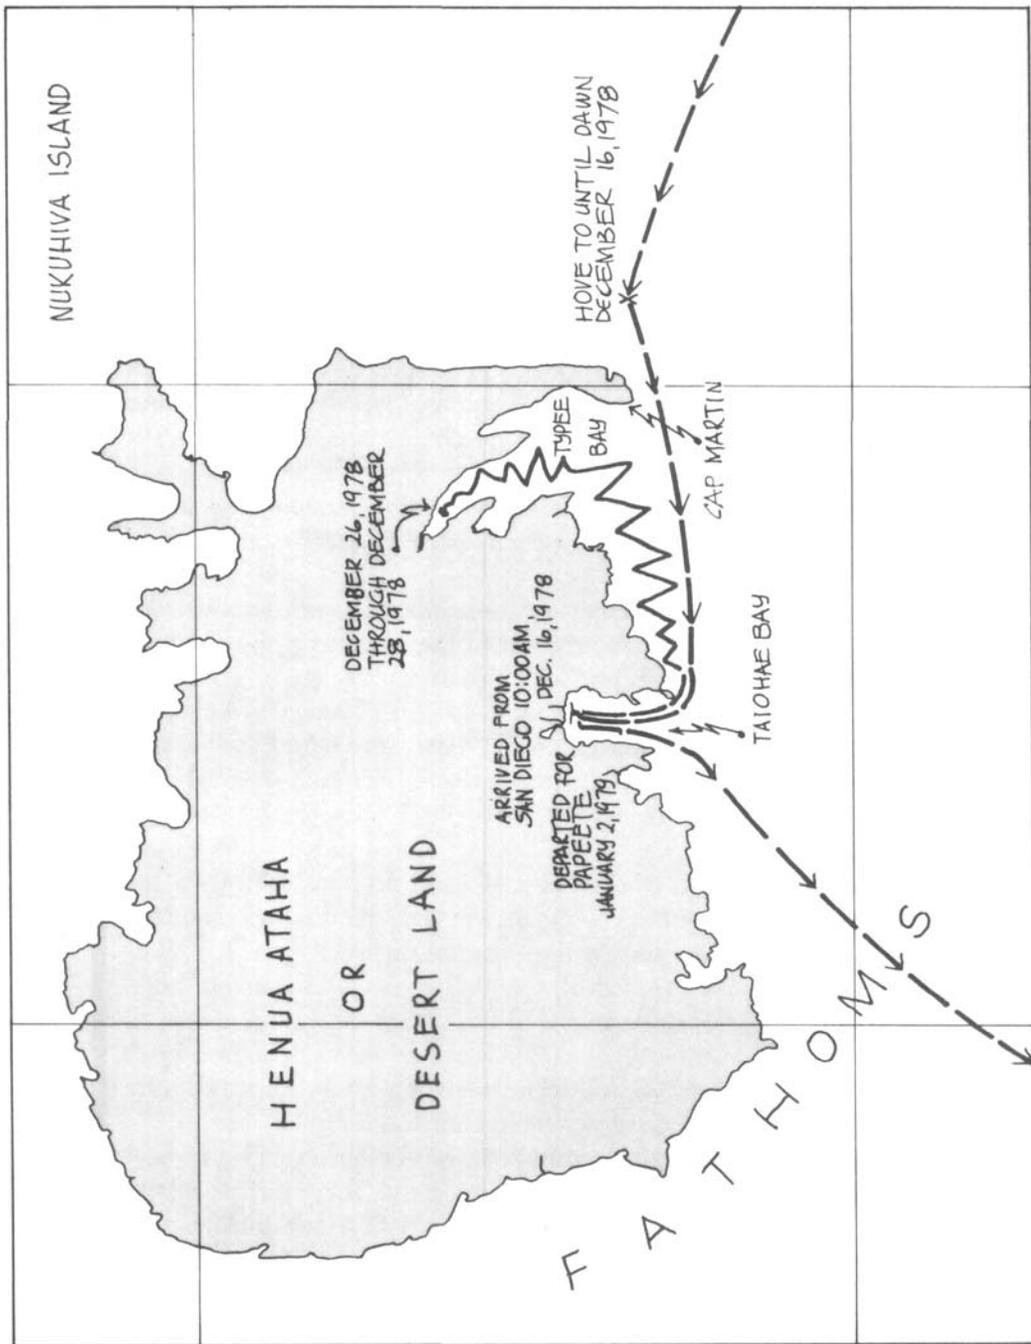 NUKUHIVA ISLAND
HENUA ATAHA
OR
DESERT LAND
DECEMBER 26, 1978
THROUGH DECEMBER
28, 1978
ARRIVED FROM
SAN DIEGO 10:00AM
DEC. 16, 1978
DEPARTED FOR
PAPEETE
JANUARY 2, 1979
TYPEE
BAY
HOVE TO UNTIL DAWN
DECEMBER 16, 1978
CAP MARTIN
TAIOHAE BAY
FATHOMS